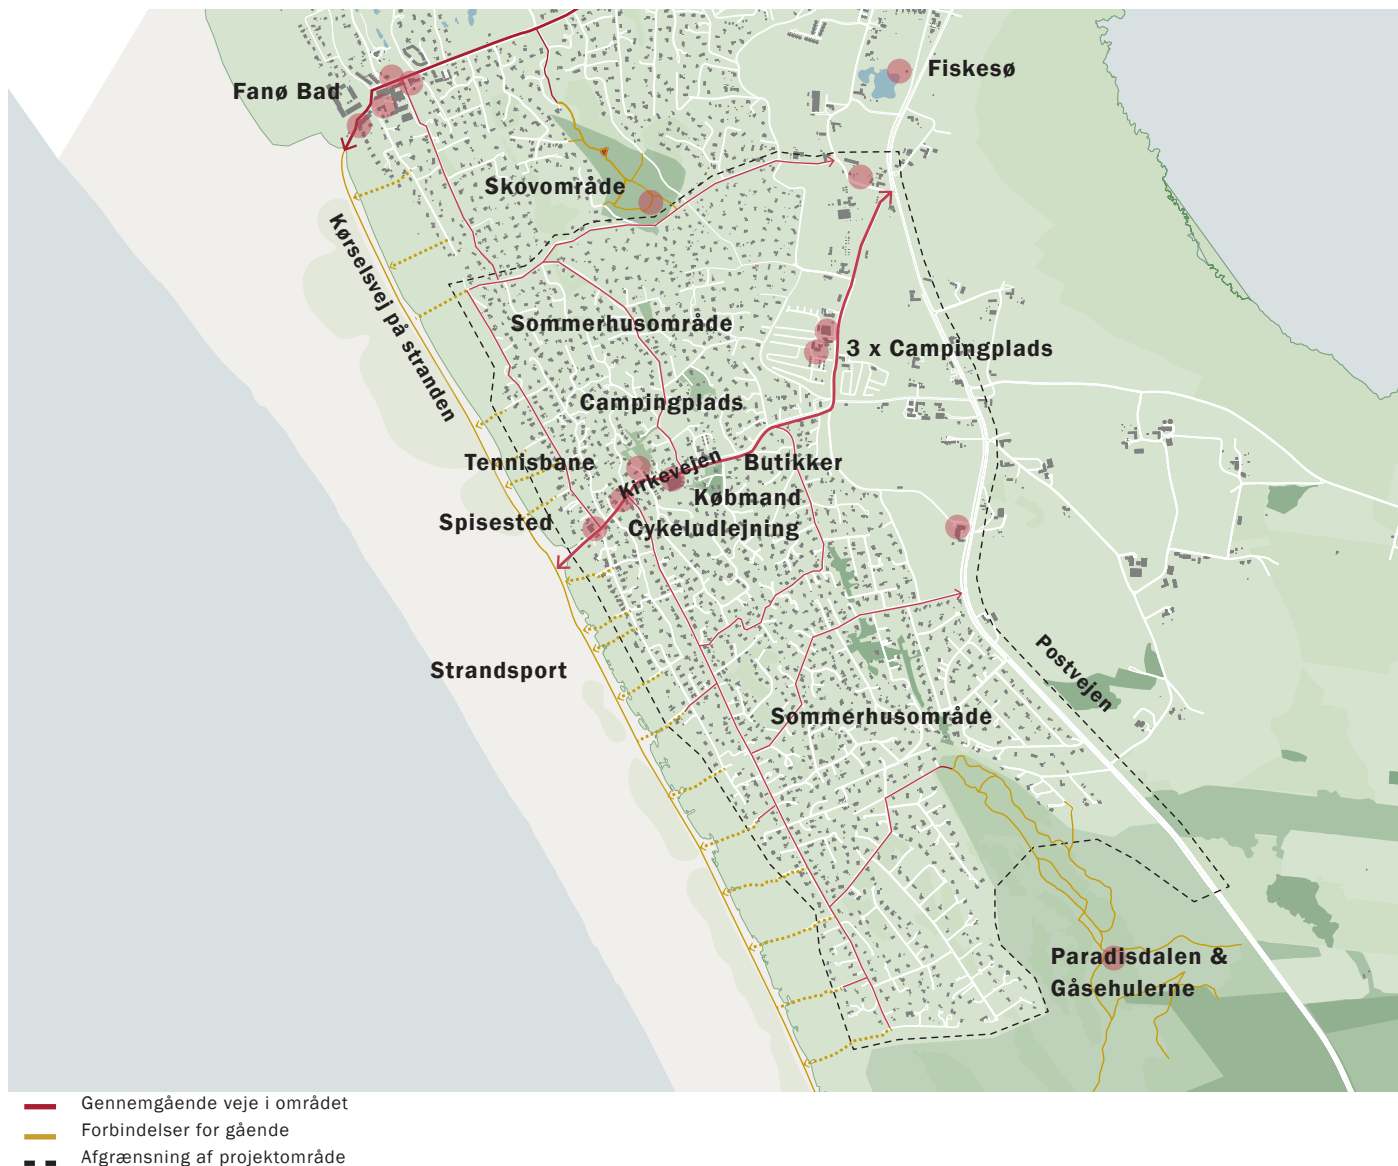 Fiskesø
Fanø Bad
Skovområde
Kørselsvej på stranden
Sommerhusområde
3 x Campingplads
Campingplads
Tennisbane
Kirkevejen
Butikker
Købmand
Spisested
Cykeludlejning
Strandsport
Postvejen
Sommerhusområde
Paradisdalen &
Gåsehulerne
Gennemgående veje i området
Forbindelser for gående
Afgrænsning af projektområde